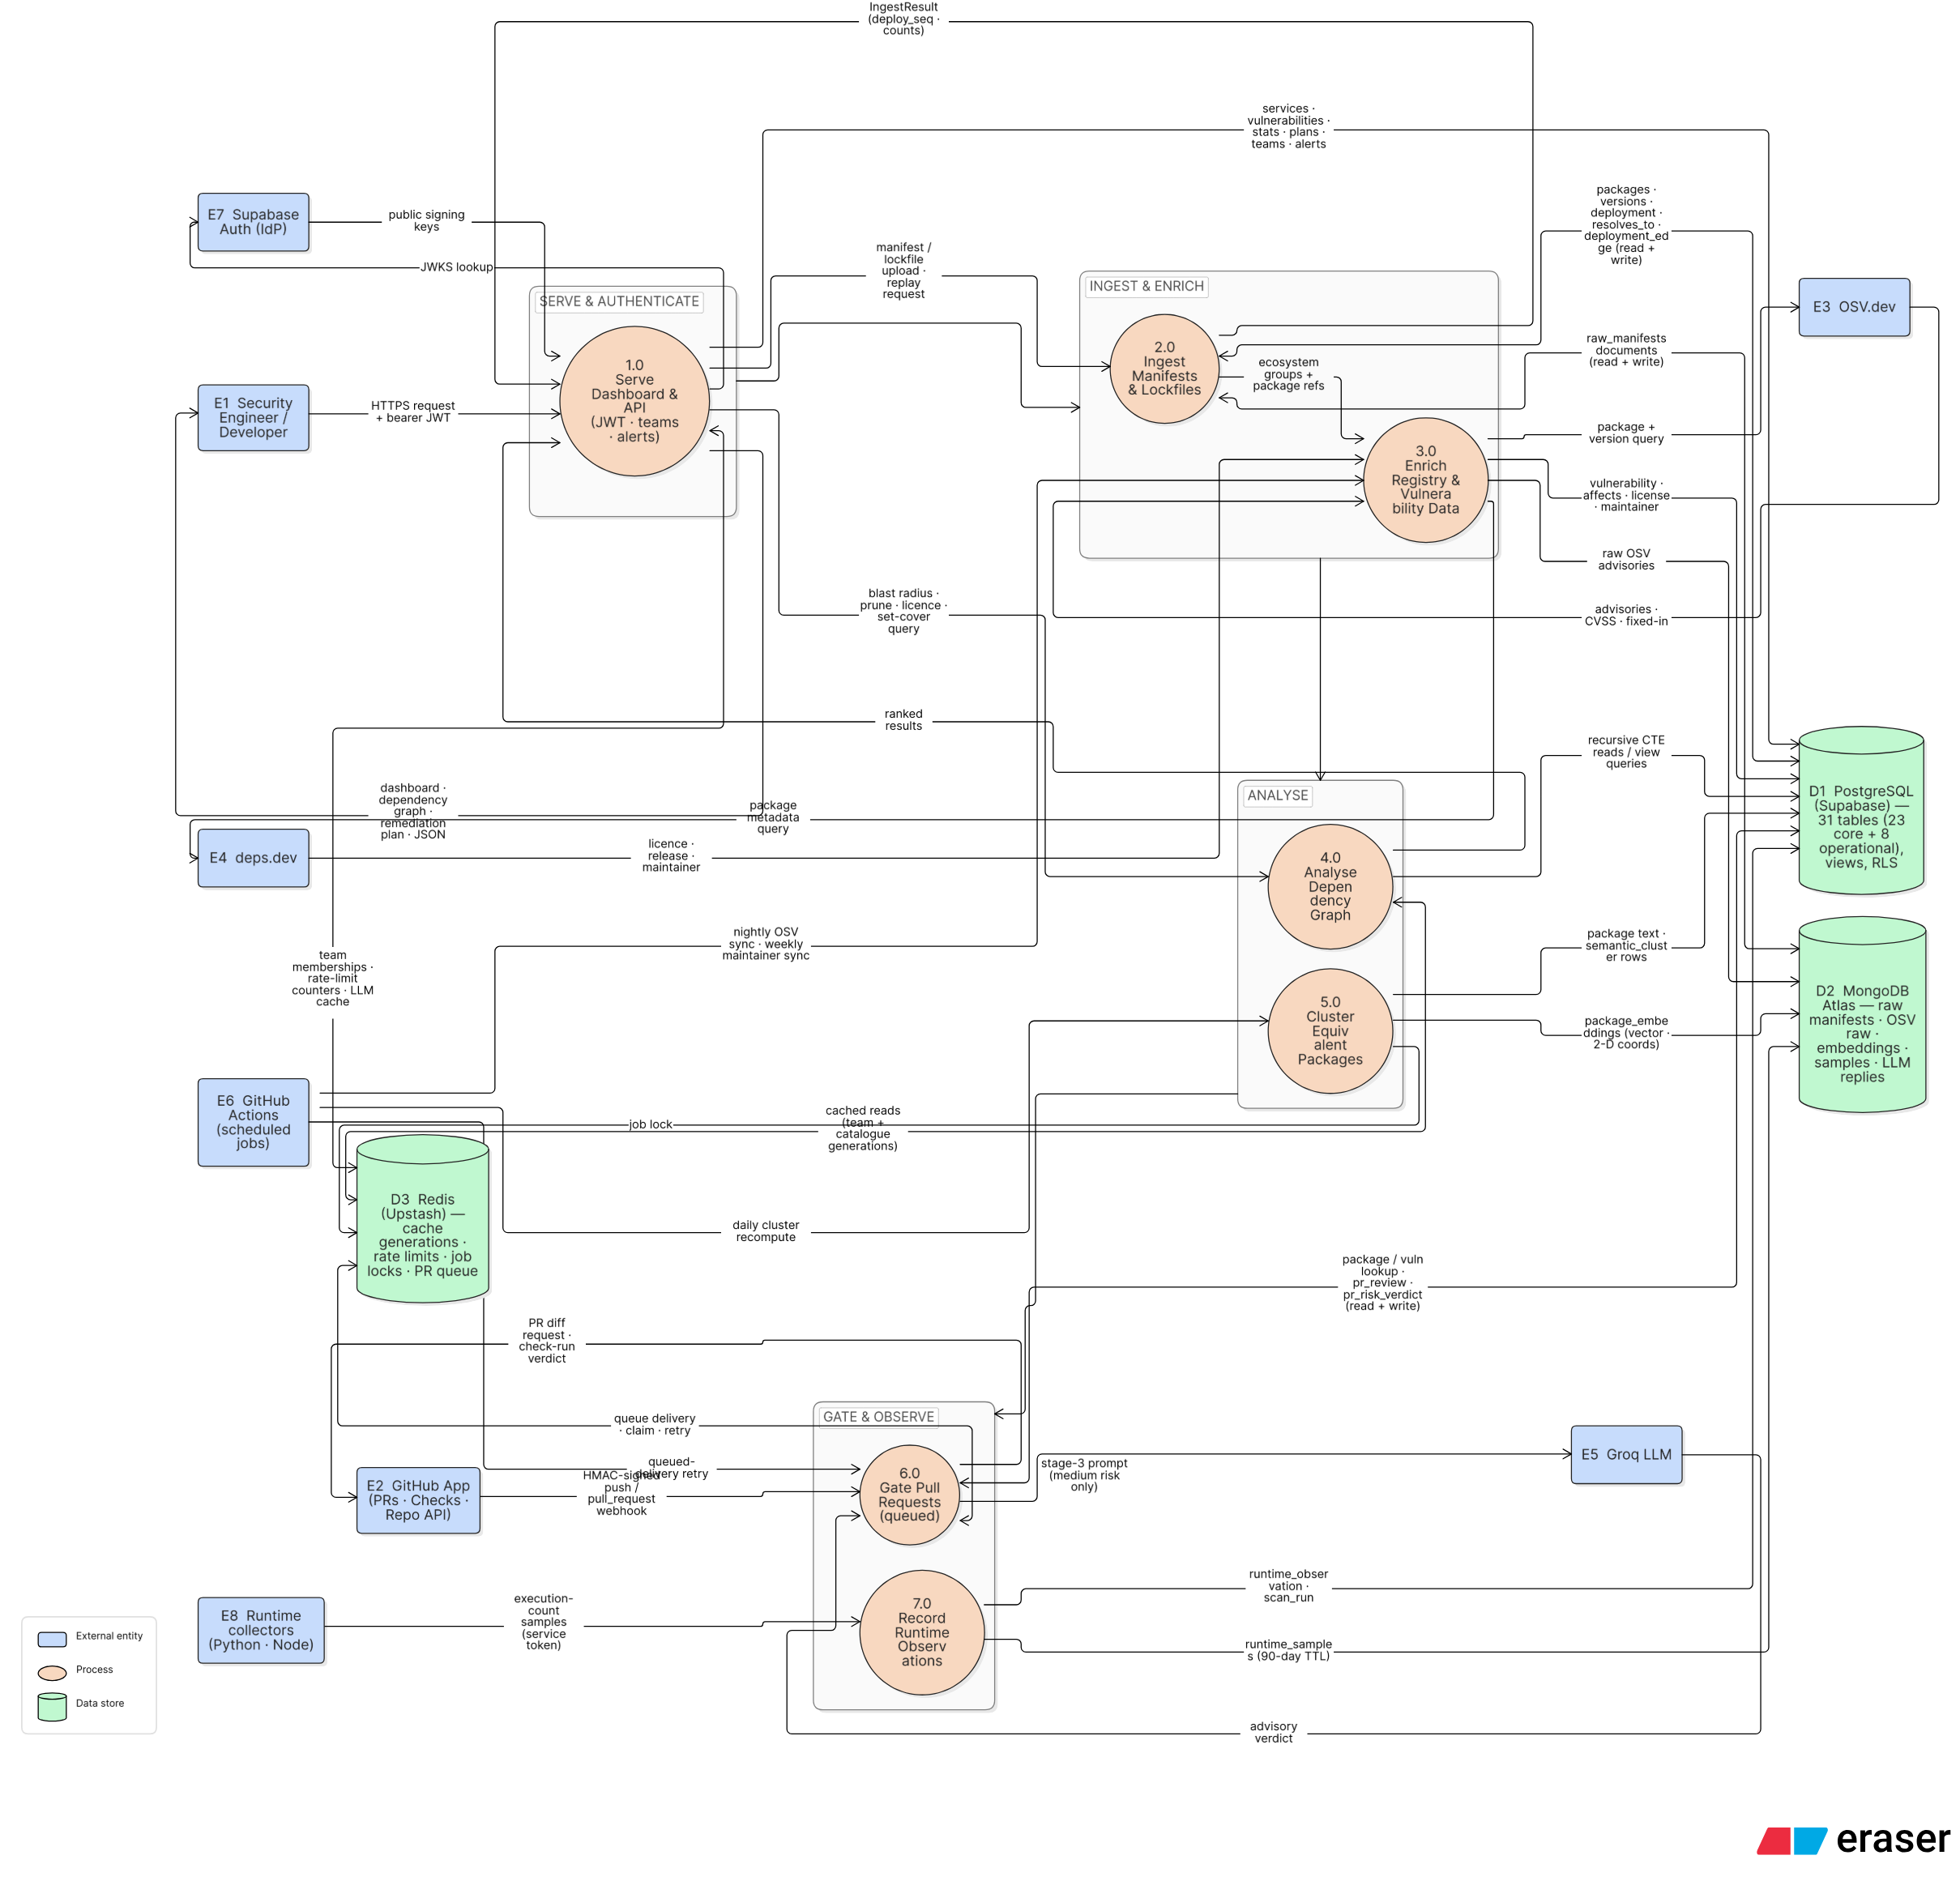 IngestResult
(deploy_seq ·
counts)
services ·
vulnerabilities ·
stats · plans ·
teams · alerts
E7 Supabase
Auth (IdP)
public signing
keys
JWKS lookup
manifest /
lockfile
upload ·
replay
request
packages ·
versions ·
deployment ·
resolves_to ·
deployment_ed
ge (read +
write)
SERVE & AUTHENTICATE
1.0
Serve
Dashboard &
API
(JWT · teams
· alerts)
INGEST & ENRICH
2.0
Ingest
Manifests
& Lockfiles
ecosystem
groups +
package refs
3.0
Enrich
Registry &
Vulnera
bility Data
E3 OSV.dev
raw_manifests
documents
(read + write)
package +
version query
vulnerability ·
affects · license
· maintainer
raw OSV
advisories
advisories ·
CVSS · fixed-in
E1 Security
Engineer /
Developer
HTTPS request
+ bearer JWT
blast radius ·
prune · licence ·
set-cover
query
ranked
results
dashboard ·
dependency
graph ·
remediation
plan · JSON
package
metadata
query
E4 deps.dev
licence ·
release ·
maintainer
ANALYSE
4.0
Analyse
Depen
dency
Graph
5.0
Cluster
Equiv
alent
Packages
recursive CTE
reads / view
queries
D1 PostgreSQL
(Supabase) —
31 tables (23
core + 8
operational),
views, RLS
package text ·
semantic_clust
er rows
package_embe
ddings (vector ·
2-D coords)
D2 MongoDB
Atlas — raw
manifests · OSV
raw ·
embeddings ·
samples · LLM
replies
team
memberships ·
rate-limit
counters · LLM
cache
nightly OSV
sync · weekly
maintainer sync
E6 GitHub
Actions
(scheduled
jobs)
job lock
cached reads
(team +
catalogue
generations)
D3 Redis
(Upstash) —
cache
generations ·
rate limits · job
locks · PR queue
daily cluster
recompute
package / vuln
lookup ·
pr_review ·
pr_risk_verdict
(read + write)
PR diff
request ·
check-run
verdict
GATE & OBSERVE
queue delivery
· claim · retry
queued-
delivery retry
HMAC-signed
push /
pull_request
webhook
E2 GitHub App
(PRs · Checks ·
Repo API)
6.0
Gate Pull
Requests
(queued)
stage-3 prompt
(medium risk
only)
E5 Groq LLM
7.0
Record
Runtime
Observ
ations
runtime_obser
vation ·
scan_run
runtime_sample
s (90-day TTL)
E8 Runtime
collectors
(Python · Node)
execution-
count
samples
(service
token)
advisory
verdict
External entity
Process
Data store
eraser